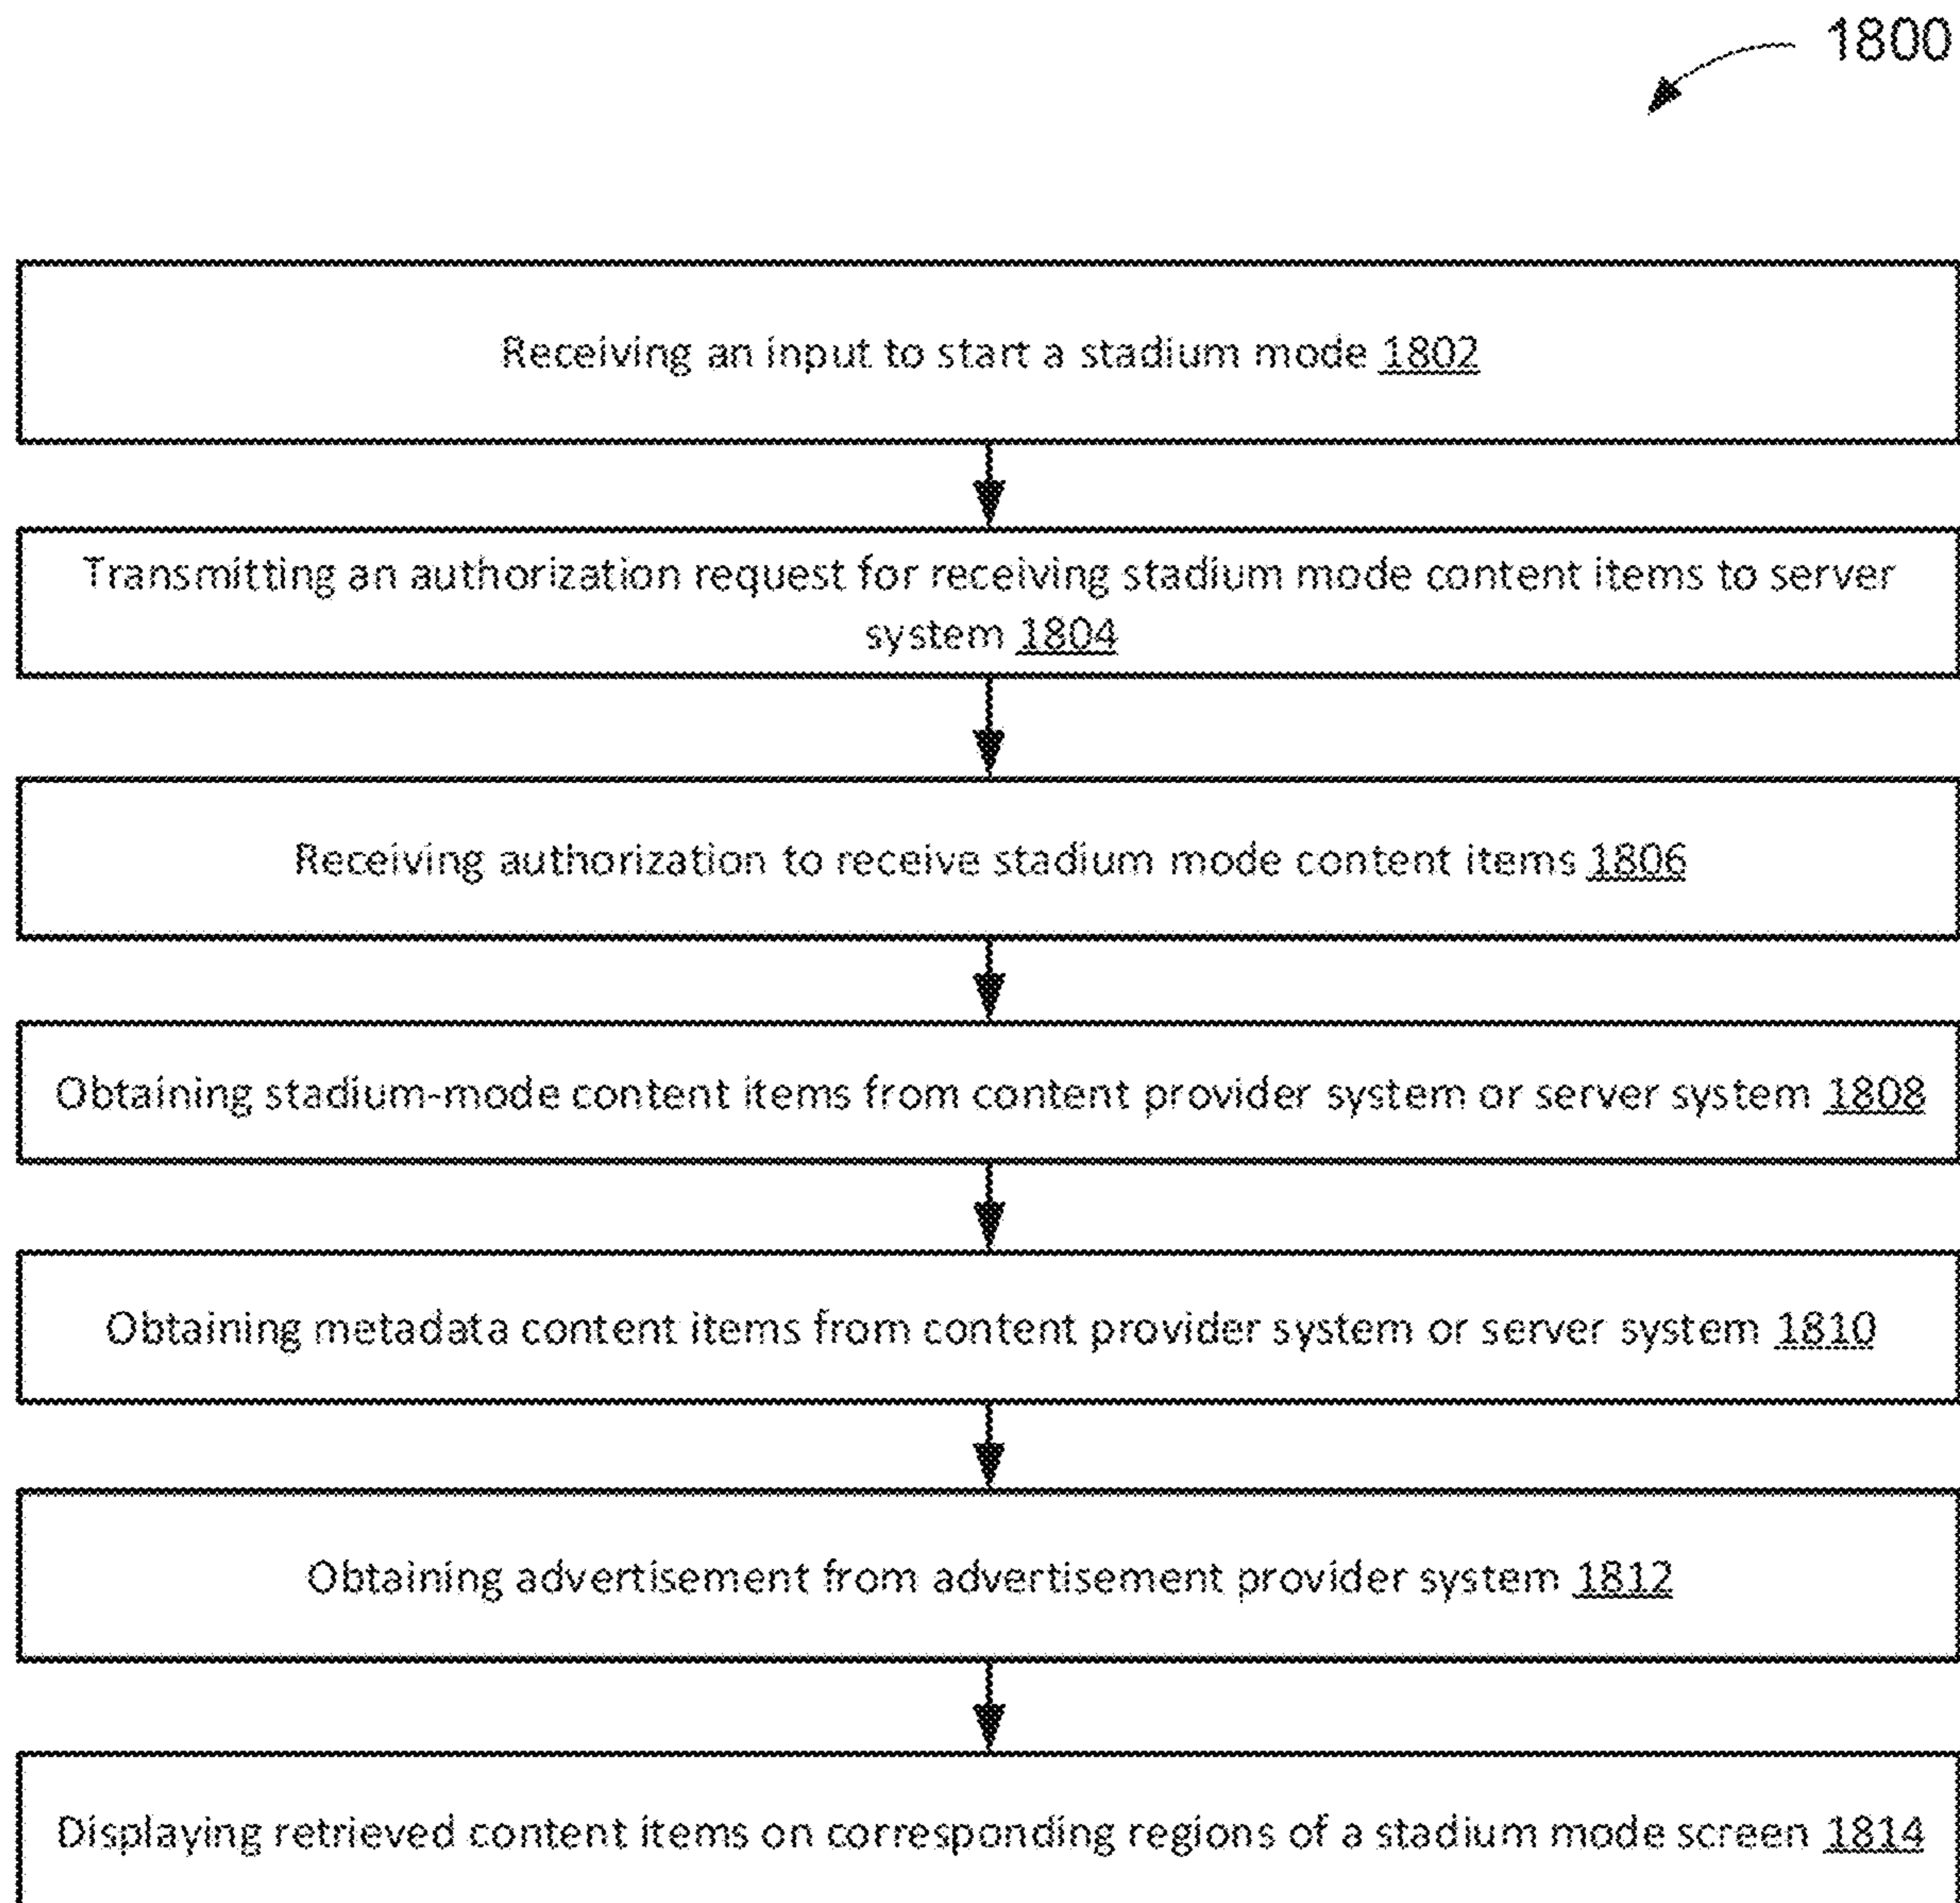 1800
Receiving an input to start a stadium mode 1802
Transmitting an authorization request for receiving stadium mode content items to server
system 1804
Receiving authorization to receive stadium mode content items 1806
Obtaining stadium-mode content items from content provider system or server system 1808
Obtaining metadata content items from content provider system or server system 1810
Obtaining advertisement from advertisement provider system 1812
Displaying retrieved content items on corresponding regions of a stadium mode screen 1814